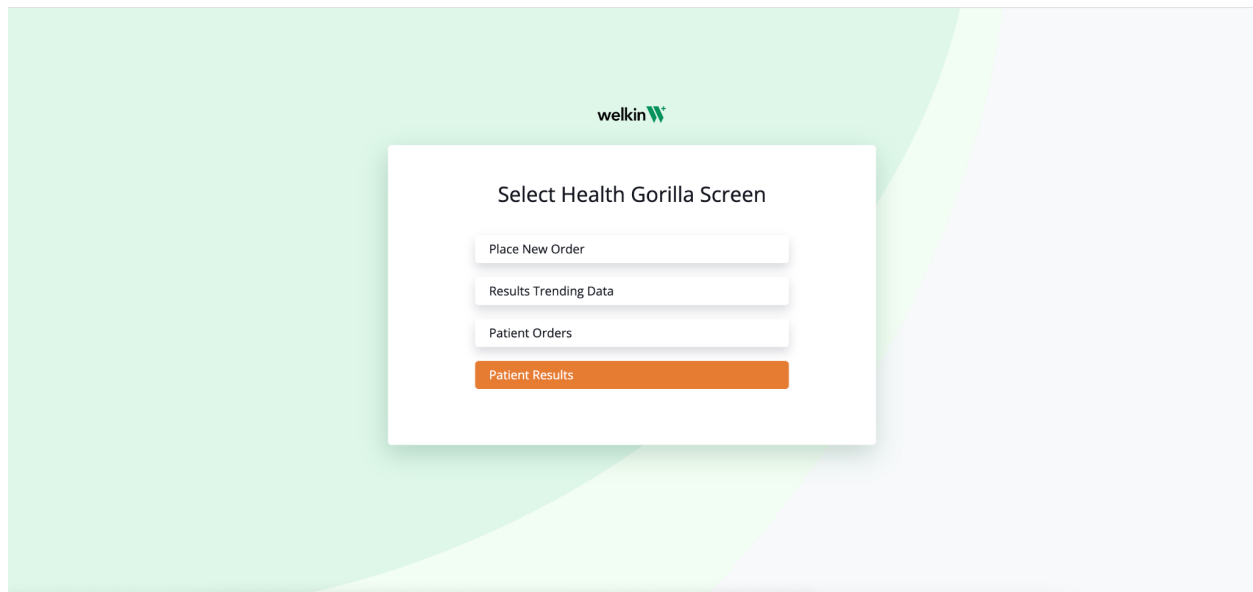 welkin
Select Health Gorilla Screen
Place New Order
Results Trending Data
Patient Orders
Patient Results